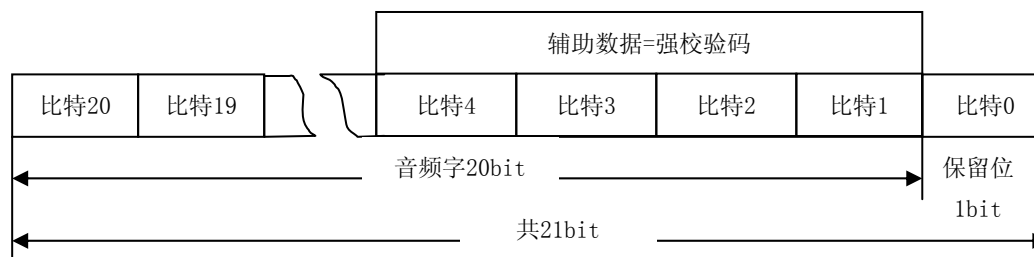 辅助数据=强校验码
比特20 比特19 比特4 比特3 比特2 比特1 比特0
音频字20bit 保留位
1bit
共21bit